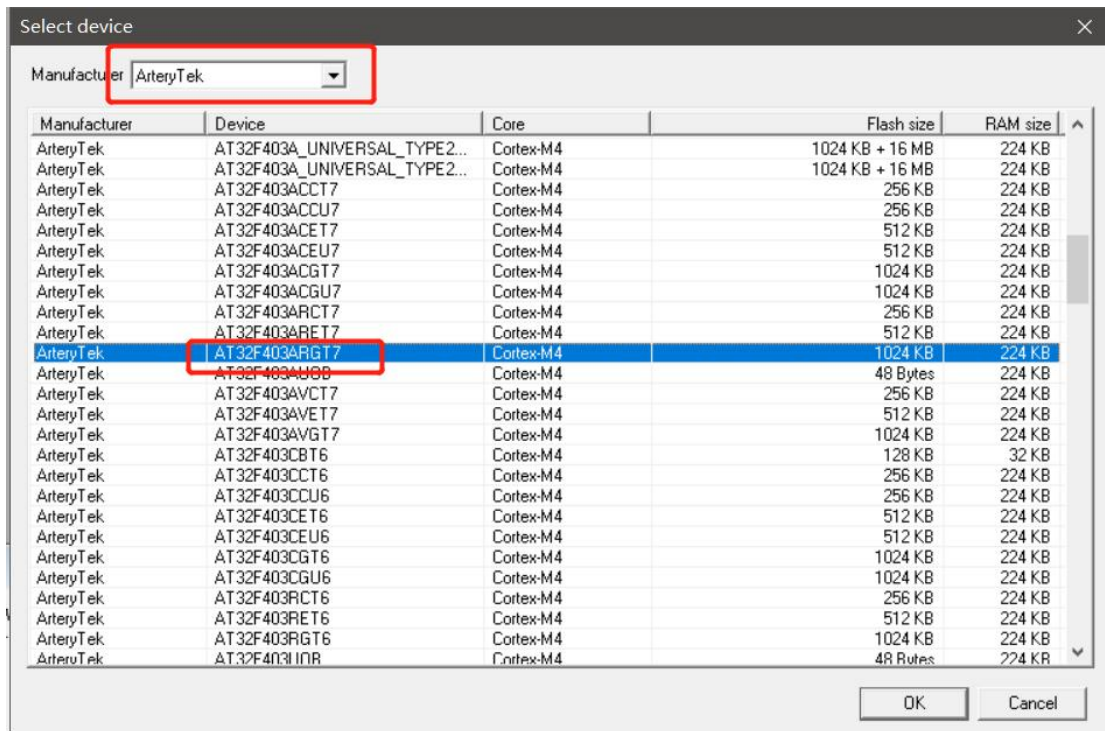 Select device
Manufacturer ArteryTek
Manufacturer Device Core Flash size RAM size
ArteryTek AT32F403A_UNIVERSAL_TYPE2... Cortex-M4 1024 KB + 16 MB 224 KB
ArteryTek AT32F403A_UNIVERSAL_TYPE2... Cortex-M4 1024 KB + 16 MB 224 KB
ArteryTek AT32F403ACCT7 Cortex-M4 256 KB 224 KB
ArteryTek AT32F403ACCU7 Cortex-M4 256 KB 224 KB
ArteryTek AT32F403ACET7 Cortex-M4 512 KB 224 KB
ArteryTek AT32F403ACEU7 Cortex-M4 512 KB 224 KB
ArteryTek AT32F403ACGT7 Cortex-M4 1024 KB 224 KB
ArteryTek AT32F403ACGU7 Cortex-M4 1024 KB 224 KB
ArteryTek AT32F403ARCT7 Cortex-M4 256 KB 224 KB
ArteryTek AT32F403ARET7 Cortex-M4 512 KB 224 KB
ArteryTek AT32F403ARGT7 Cortex-M4 1024 KB 224 KB
ArteryTek AT32F403AUOB Cortex-M4 48 Bytes 224 KB
ArteryTek AT32F403AVCT7 Cortex-M4 256 KB 224 KB
ArteryTek AT32F403AVET7 Cortex-M4 512 KB 224 KB
ArteryTek AT32F403AVGT7 Cortex-M4 1024 KB 224 KB
ArteryTek AT32F403CBT6 Cortex-M4 128 KB 32 KB
ArteryTek AT32F403CCT6 Cortex-M4 256 KB 224 KB
ArteryTek AT32F403CCU6 Cortex-M4 256 KB 224 KB
ArteryTek AT32F403CET6 Cortex-M4 512 KB 224 KB
ArteryTek AT32F403CEU6 Cortex-M4 512 KB 224 KB
ArteryTek AT32F403CGT6 Cortex-M4 1024 KB 224 KB
ArteryTek AT32F403CGU6 Cortex-M4 1024 KB 224 KB
ArteryTek AT32F403RCT6 Cortex-M4 256 KB 224 KB
ArteryTek AT32F403RET6 Cortex-M4 512 KB 224 KB
ArteryTek AT32F403RGT6 Cortex-M4 1024 KB 224 KB
ArteryTek AT32F403UOB Cortex-M4 48 Bytes 224 KB
OK Cancel